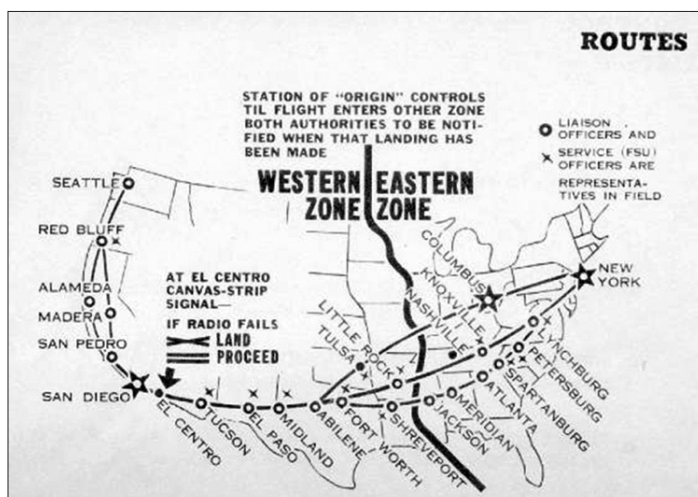 ROUTES
STATION OF "ORIGIN" CONTROLS
TIL FLIGHT ENTERS OTHER ZONE
BOTH AUTHORITIES TO BE NOTI-
FIED WHEN THAT LANDING HAS
BEEN MADE
LIAISON
OFFICERS AND
SERVICE (FSU)
OFFICERS ARE
REPRESENTA-
TIVES IN FIELD
WESTERN
ZONE
EASTERN
ZONE
SEATTLE
RED BLUFF
ALAMEDA
MADERA
SAN PEDRO
SAN DIEGO
AT EL CENTRO
CANVAS-STRIP
SIGNAL—
IF RADIO FAILS
LAND
PROCEED
EL CENTRO
TUCSON
EL PASO
MIDLAND
ABILENE
FORT WORTH
SHREVEPORT
JACKSON
MERIDIAN
ATLANTA
SPARTANBURG
PETERSBURG
LYNCHBURG
NEW
YORK
COLUMBUS
KNOXVILLE
NASHVILLE
LITTLE ROCK
TULSA